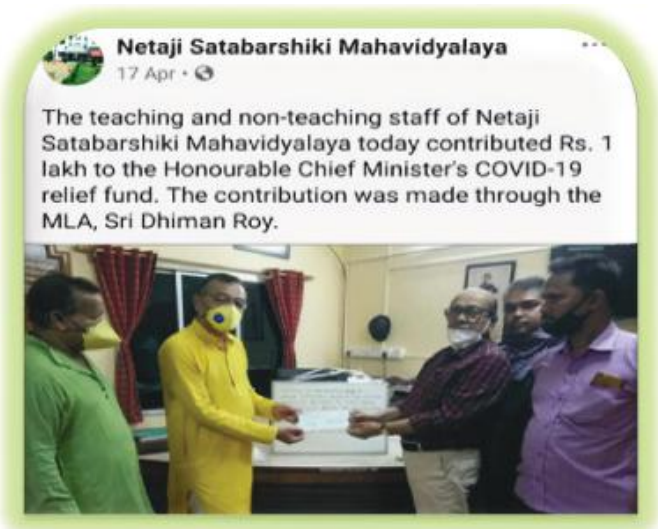 Netaji Satabarshiki Mahavidyalaya
17 Apr
The teaching and non-teaching staff of Netaji
Satabarshiki Mahavidyalaya today contributed Rs. 1
lakh to the Honourable Chief Minister's COVID-19
relief fund. The contribution was made through the
MLA, Sri Dhiman Roy.